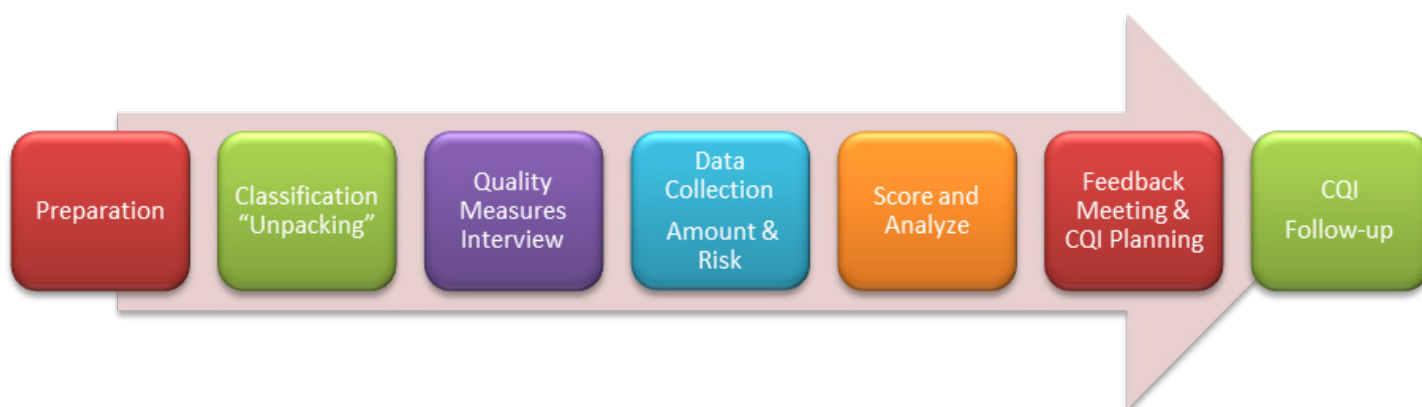 Preparation
Classification
“Unpacking”
Quality
Measures
Interview
Data
Collection
Amount &
Risk
Score and
Analyze
Feedback
Meeting &
CQI Planning
CQI
Follow-up